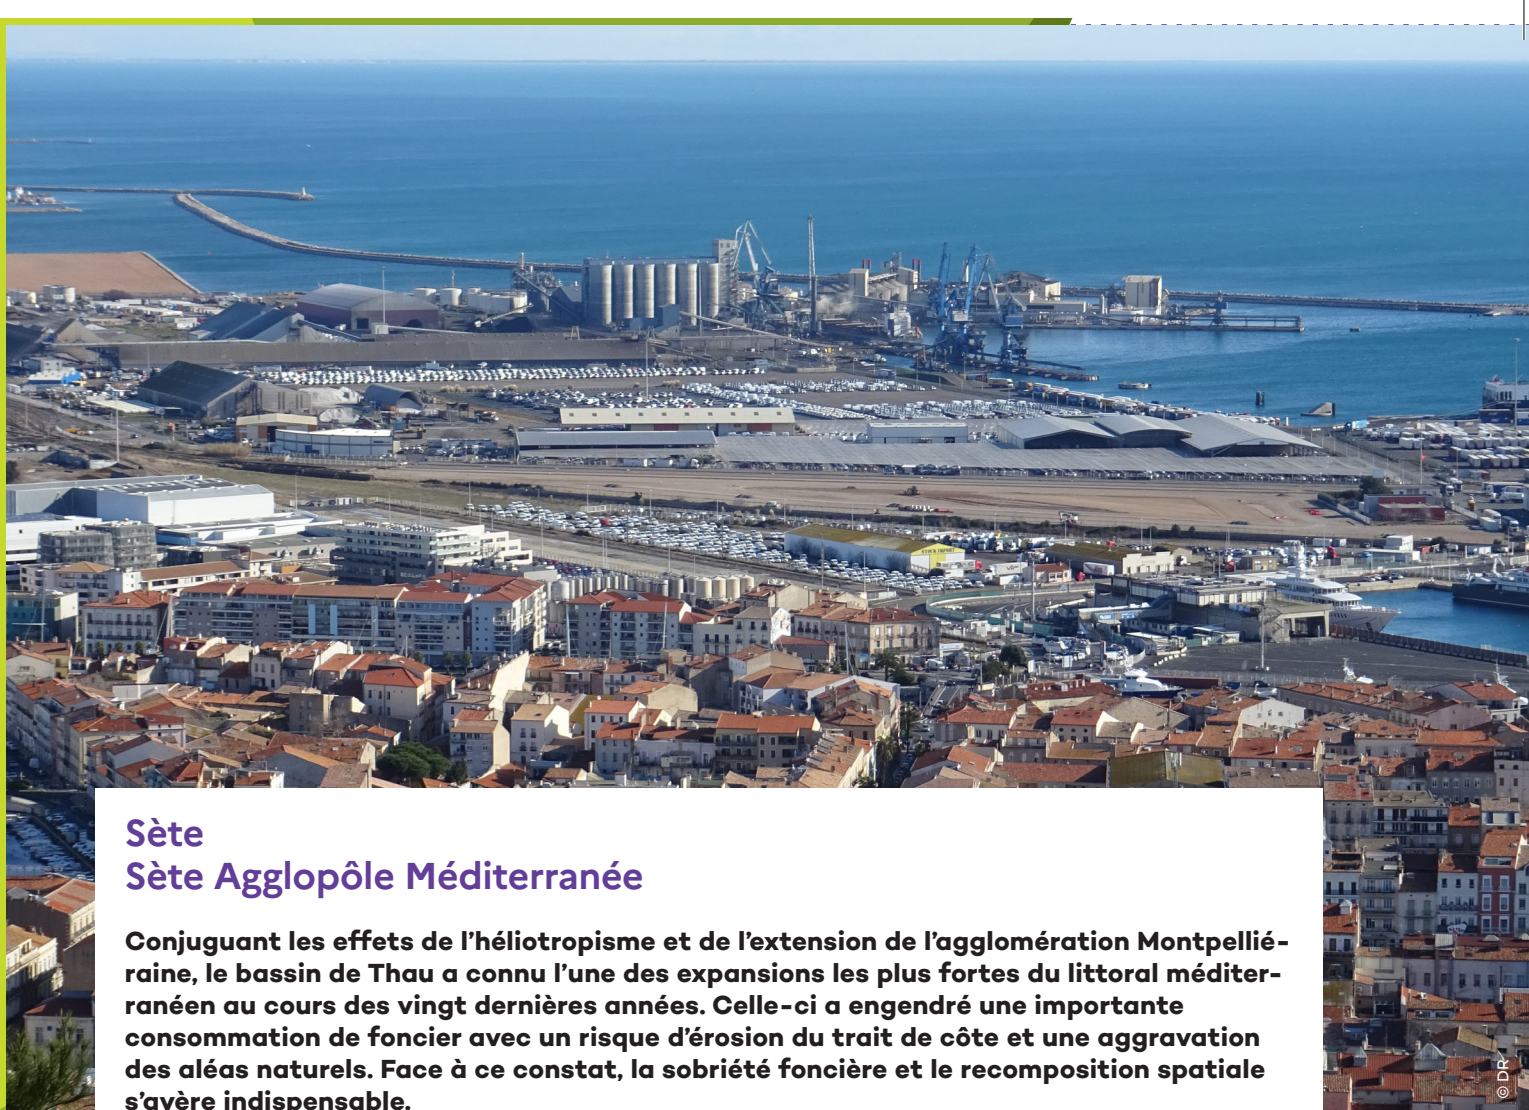 Sète
Sète Agglopôle Méditerranée
Conjuguant les effets de l’héliotropisme et de l’extension de l’agglomération Montpellié-
raine, le bassin de Thau a connu l’une des expansions les plus fortes du littoral méditer-
ranéen au cours des vingt dernières années. Celle-ci a engendré une importante
consommation de foncier avec un risque d’érosion du trait de côte et une aggravation
des aléas naturels. Face à ce constat, la sobriété foncière et le recomposition spatiale
s’avère indispensable.
© DR